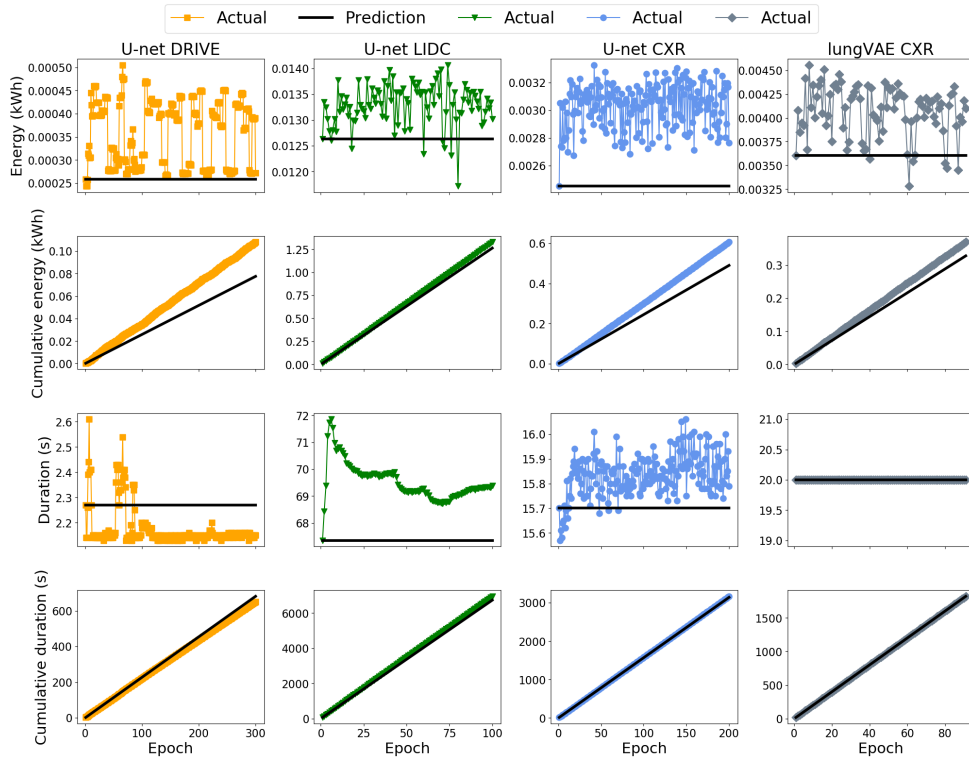 Actual Prediction Actual Actual Actual
U-net DRIVE U-net LIDC U-net CXR lungVAE CXR
Energy (kWh)
0.00050 0.0140 0.0032 0.00450
0.00045 0.0135 0.0030 0.00425
0.00040 0.0130 0.0028 0.00400
0.00035 0.0125 0.0026 0.00375
0.00030 0.0120 0.00350
0.00025 0.00325
Cumulative energy (kWh)
0.10 1.25 0.6 0.3
0.08 1.00 0.4 0.2
0.06 0.75 0.2 0.1
0.04 0.50 0.0 0.0
0.02 0.25
0.00 0.00
Duration (s)
2.6 72 16.0 21.0
2.5 71 15.9 20.5
2.4 70 15.8 20.0
2.3 69 15.7 19.5
2.2 68 15.6 19.0
Cumulative duration (s)
600 6000 3000 1500
400 4000 2000 1000
200 2000 1000 500
0 0 0 0
0 100 200 300 0 25 50 75 100 0 50 100 150 200 0 20 40 60 80
Epoch Epoch Epoch Epoch